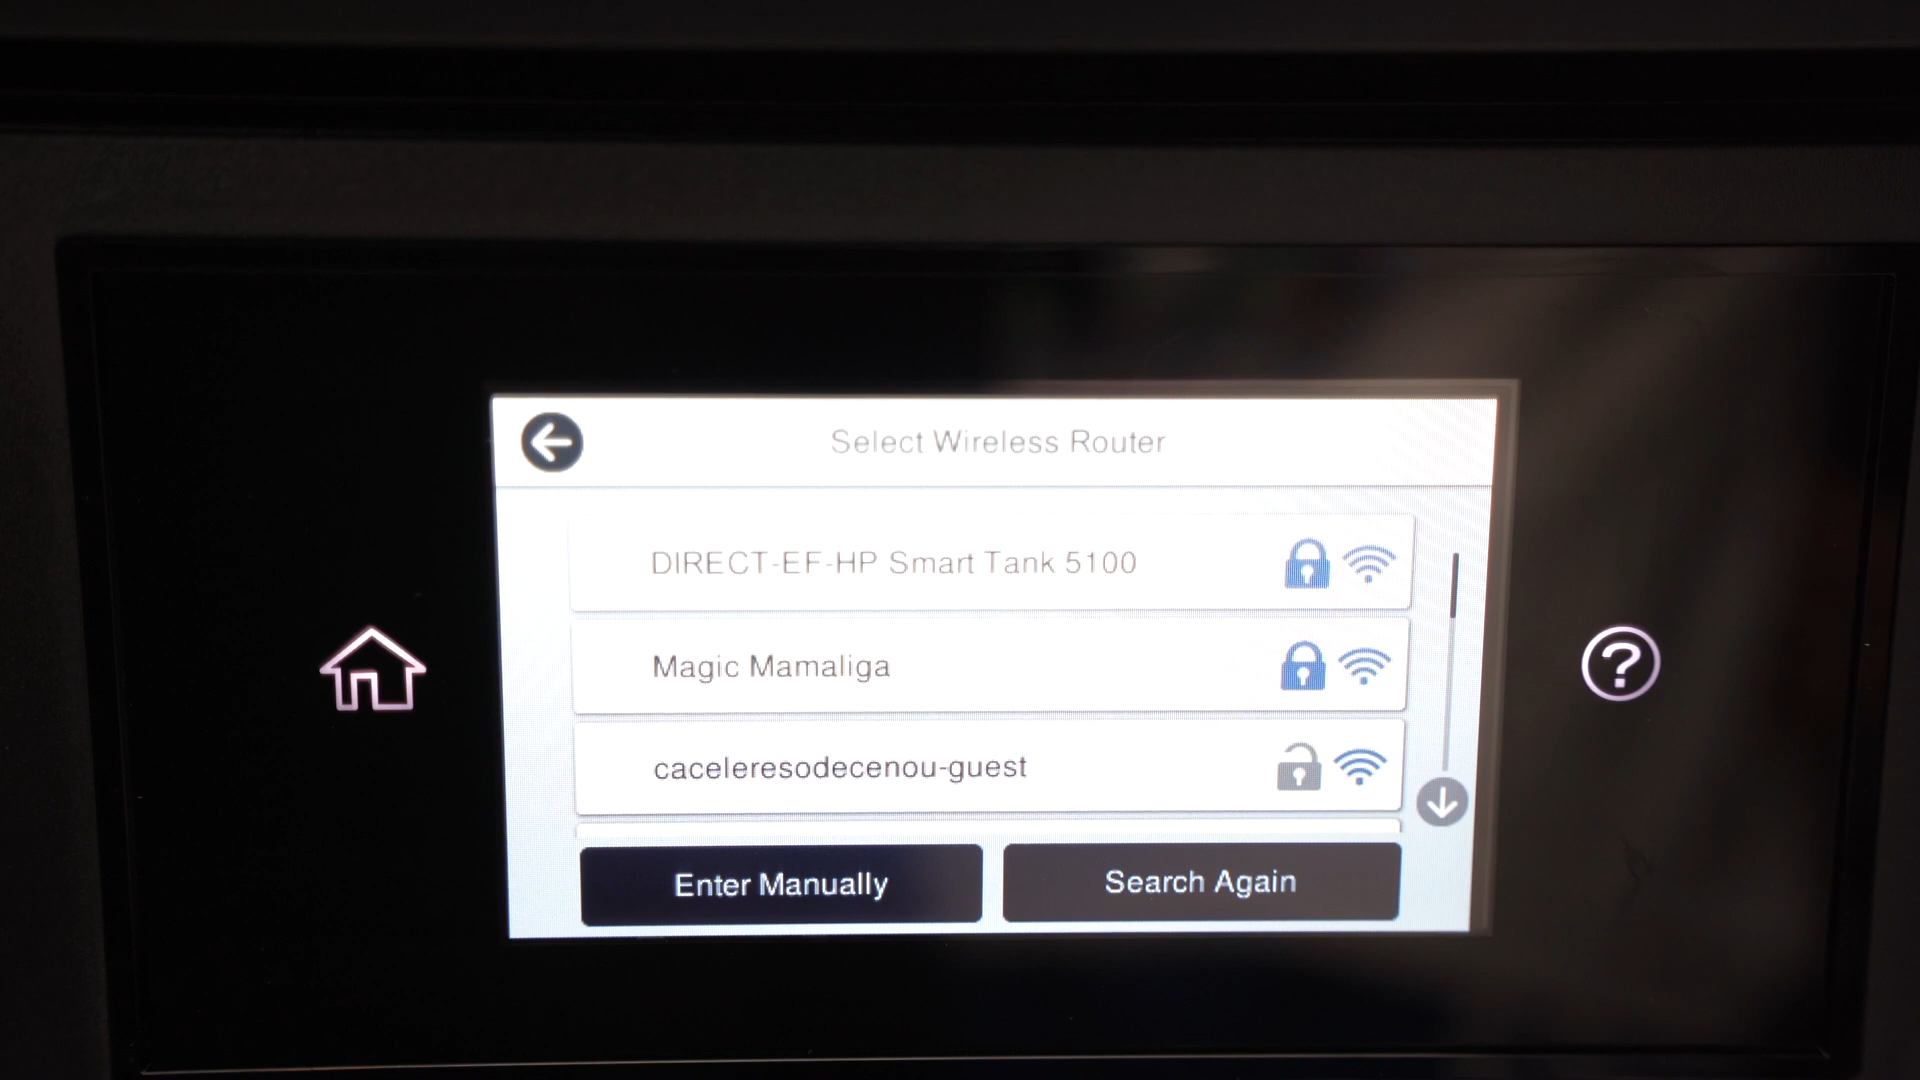 Select Wireless Router
DIRECT-EF-HP Smart Tank 5100
Magic Mamaliga
caceleresodecenou-guest
Enter Manually
Search Again
?